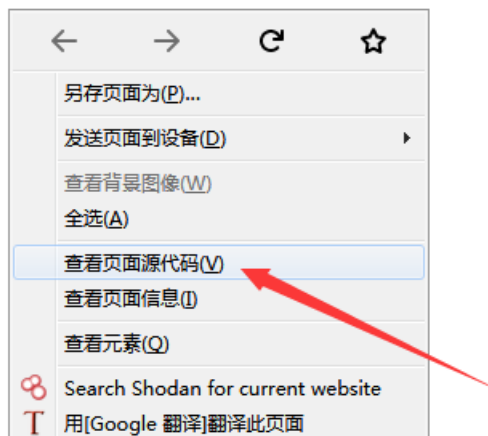 另存页面为(P)...
发送页面到设备(D)
查看背景图像(W)
全选(A)
查看页面源代码(V)
查看页面信息(I)
查看元素(Q)
Search Shodan for current website
用[Google 翻译]翻译此页面